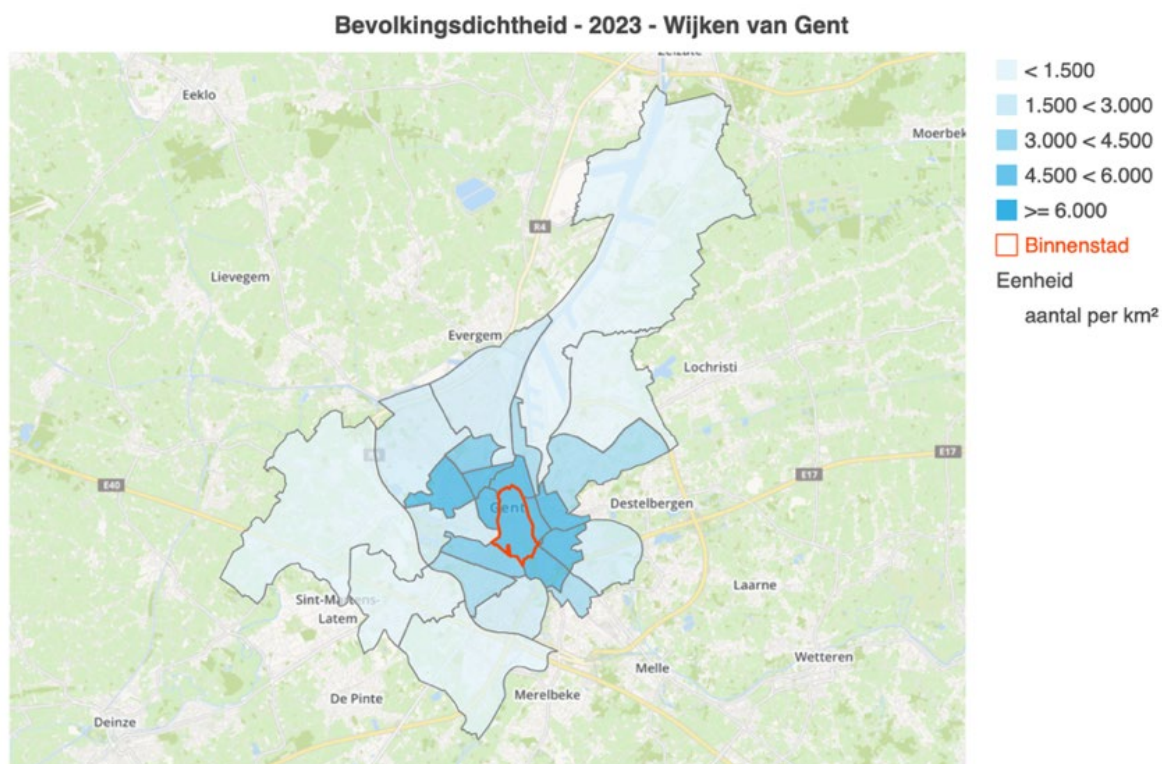 Bevolkingsdichtheid - 2023 - Wijken van Gent
Zelzate
Eeklo
Moerbek
R4
Lievegem
Evergem
Lochristi
E17
E40
E17
Destelbergen
Gent
Laarne
Sint-Martens-
Latem
Wetteren
Melle
De Pinte
Merelbeke
Deinze
< 1.500
1.500 < 3.000
3.000 < 4.500
4.500 < 6.000
>= 6.000
Binnenstad
Eenheid
aantal per km²